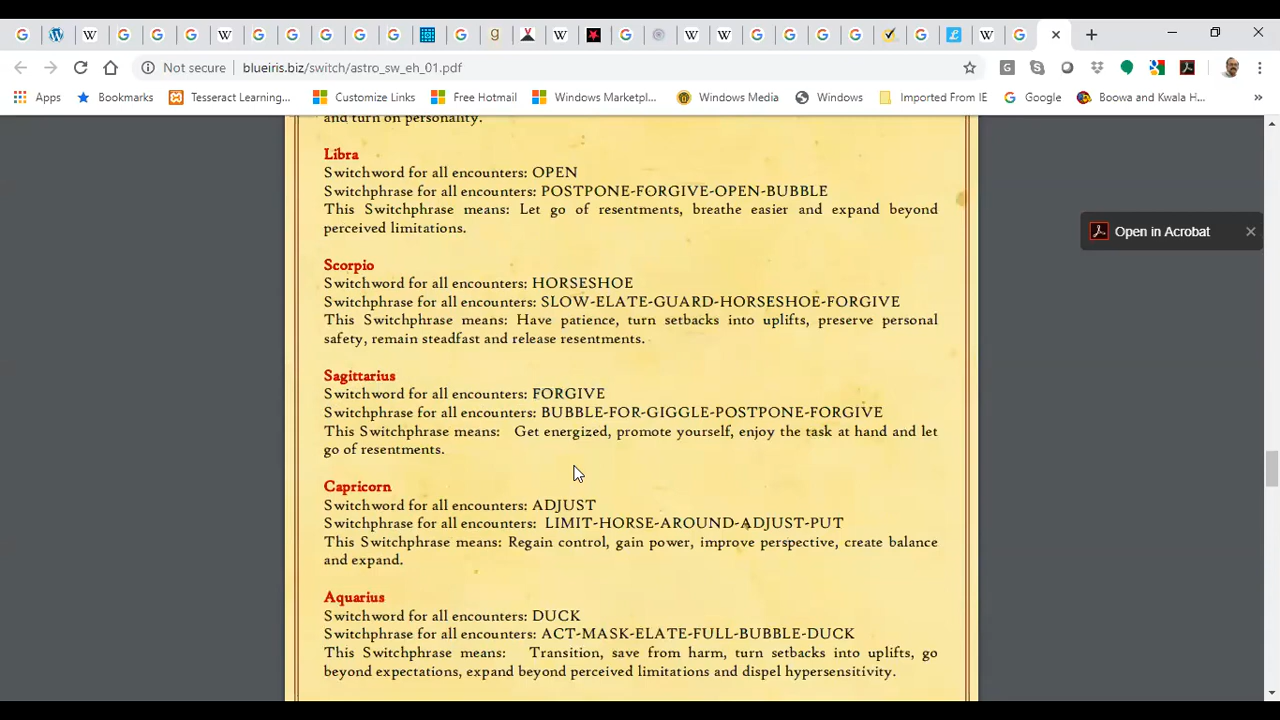 Not secure
blueiris.biz/switch/astro_sw_eh_01.pdf
Apps
Bookmarks
Tesseract Learning...
Customize Links
Free Hotmail
Windows Marketpl...
Windows Media
Windows
Imported From IE
Google
Boowa and Kwala H...
and turn on personality.
Libra
Switchword for all encounters: OPEN
Switchphrase for all encounters: POSTPONE-FORGIVE-OPEN-BUBBLE
This Switchphrase means: Let go of resentments, breathe easier and expand beyond
perceived limitations.
Open in Acrobat
Scorpio
Switchword for all encounters: HORSESHOE
Switchphrase for all encounters: SLOW-ELATE-GUARD-HORSESHOE-FORGIVE
This Switchphrase means: Have patience, turn setbacks into uplifts, preserve personal
safety, remain steadfast and release resentments.
Sagittarius
Switchword for all encounters: FORGIVE
Switchphrase for all encounters: BUBBLE-FOR-GIGGLE-POSTPONE-FORGIVE
This Switchphrase means: Get energized, promote yourself, enjoy the task at hand and let
go of resentments.
Capricorn
Switchword for all encounters: ADJUST
Switchphrase for all encounters: LIMIT-HORSE-AROUND-ADJUST-PUT
This Switchphrase means: Regain control, gain power, improve perspective, create balance
and expand.
Aquarius
Switchword for all encounters: DUCK
Switchphrase for all encounters: ACT-MASK-ELATE-FULL-BUBBLE-DUCK
This Switchphrase means: Transition, save from harm, turn setbacks into uplifts, go
beyond expectations, expand beyond perceived limitations and dispel hypersensitivity.